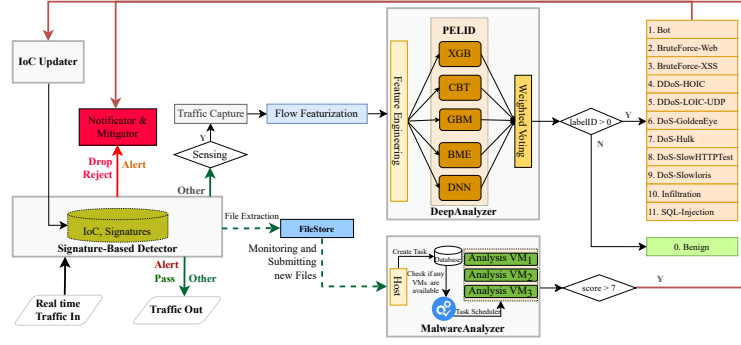 IoC Updater
Notificator &
Mitigator
Drop
Reject
Alert
Traffic Capture
Y
Sensing
Other
Flow Featurization
Feature Engineering
PELID
XGB
CBT
GBM
BME
DNN
Weighted Voting
DeepAnalyzer
labelID > 0
Y
N
1. Bot
2. BruteForce-Web
3. BruteForce-XSS
4. DDoS-HOIC
5. DDoS-LOIC-UDP
6. DoS-GoldenEye
7. DoS-Hulk
8. DoS-SlowHTTPTest
9. DoS-Slowloris
10. Infiltration
11. SQL-Injection
0. Benign
IoC, Signatures
Signature-Based Detector
File Extraction
FileStore
Monitoring and
Submitting
new Files
Real time
Traffic In
Alert
Pass
Other
Traffic Out
Host
Create Task
Database
Check if any
VMs are
available
Task Scheduler
Analysis VM1
Analysis VM2
Analysis VM3
MalwareAnalyzer
score > 7
Y